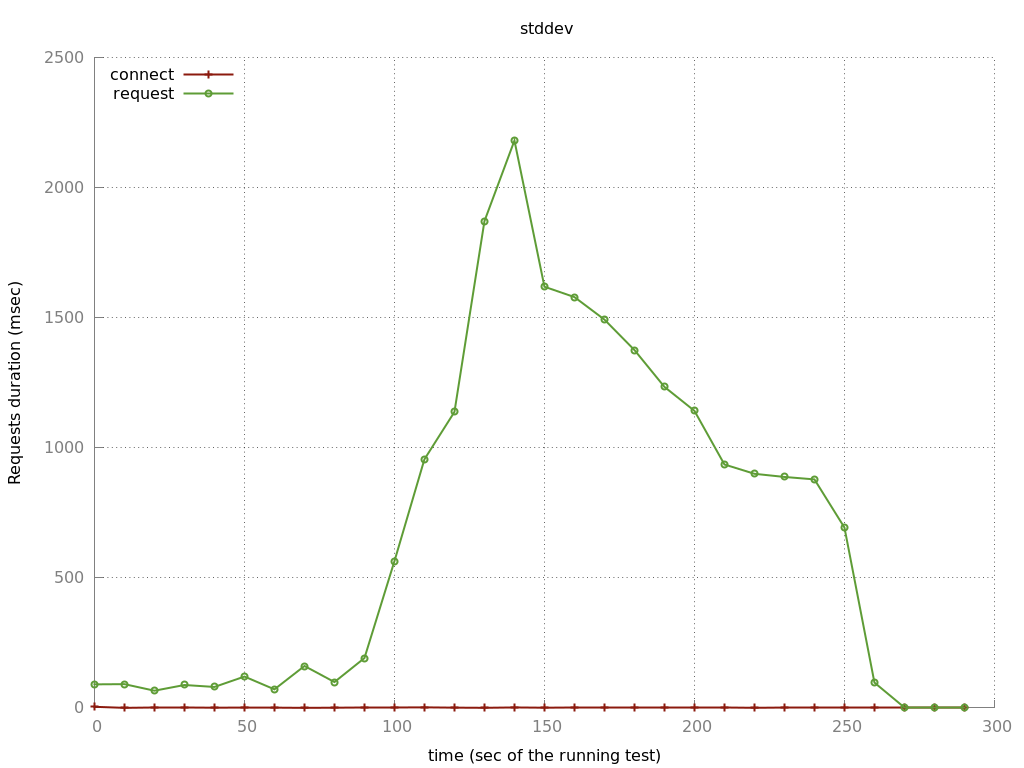 stddev
2500
2000
1500
1000
500
0
connect
request
Requests duration (msec)
0 50 100 150 200 250 300
time (sec of the running test)